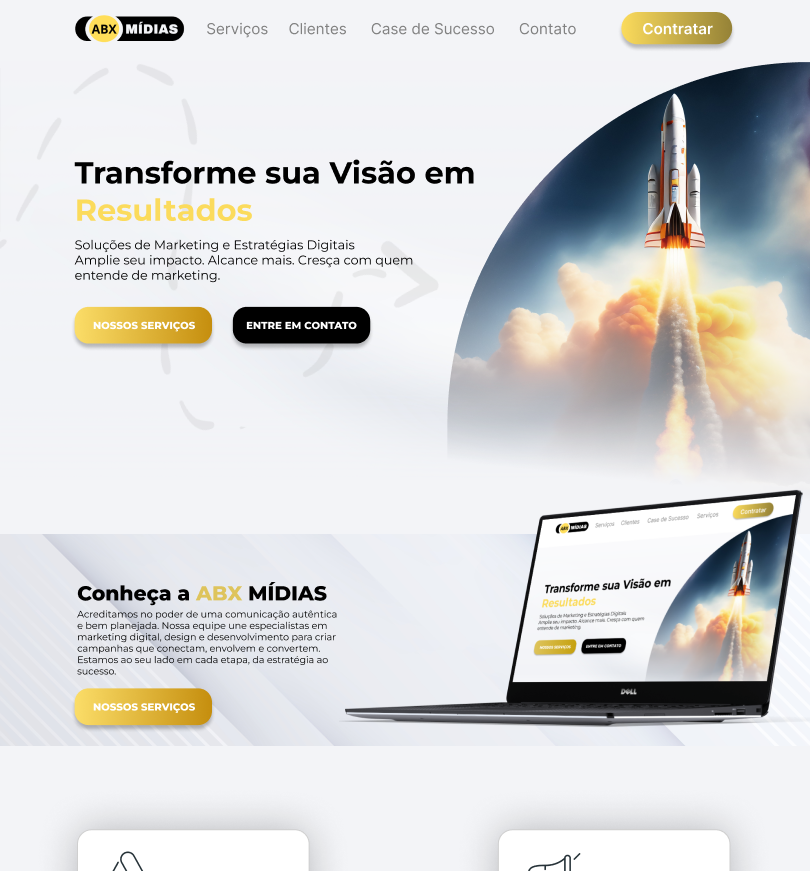 ABX MÍDIAS Serviços Clientes Case de Sucesso Contato Contratar
Transforme sua Visão em
Resultados
Soluções de Marketing e Estratégias Digitais
Amplie seu impacto. Alcance mais. Cresça com quem
entende de marketing.
NOSSOS SERVIÇOS ENTRE EM CONTATO
ABX MÍDIAS Serviços Clientes Case de Sucesso Serviços Contratar
Transforme sua Visão em
Resultados
Soluções de Marketing e Estratégias Digitais
Amplie seu impacto. Alcance mais. Cresça com quem
entende de marketing.
NOSSOS SERVIÇOS ENTRE EM CONTATO
DELL
Conheça a ABX MÍDIAS
Acreditamos no poder de uma comunicação autêntica
e bem planejada. Nossa equipe une especialistas em
marketing digital, design e desenvolvimento para criar
campanhas que conectam, envolvem e convertem.
Estamos ao seu lado em cada etapa, da estratégia ao
sucesso.
NOSSOS SERVIÇOS